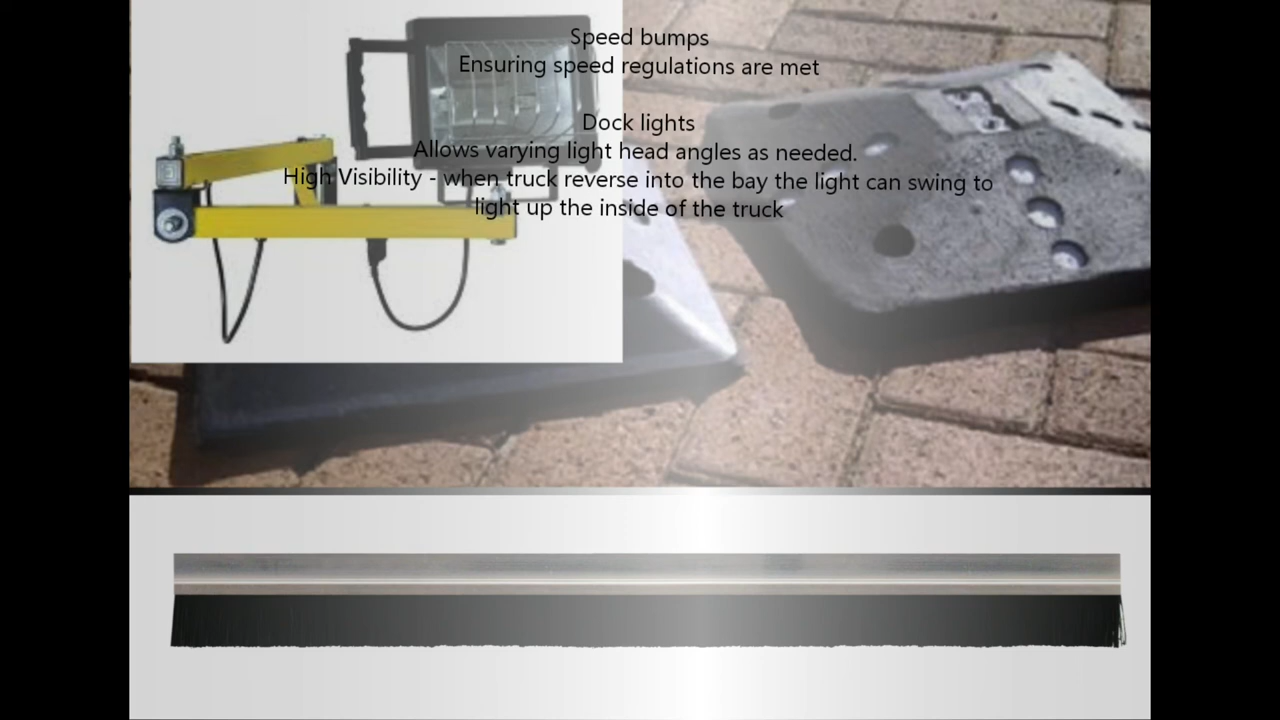 Speed bumps
Ensuring speed regulations are met
Dock lights
Allows varying light head angles as needed.
High Visibility - when truck reverse into the bay the light can swing to
light up the inside of the truck